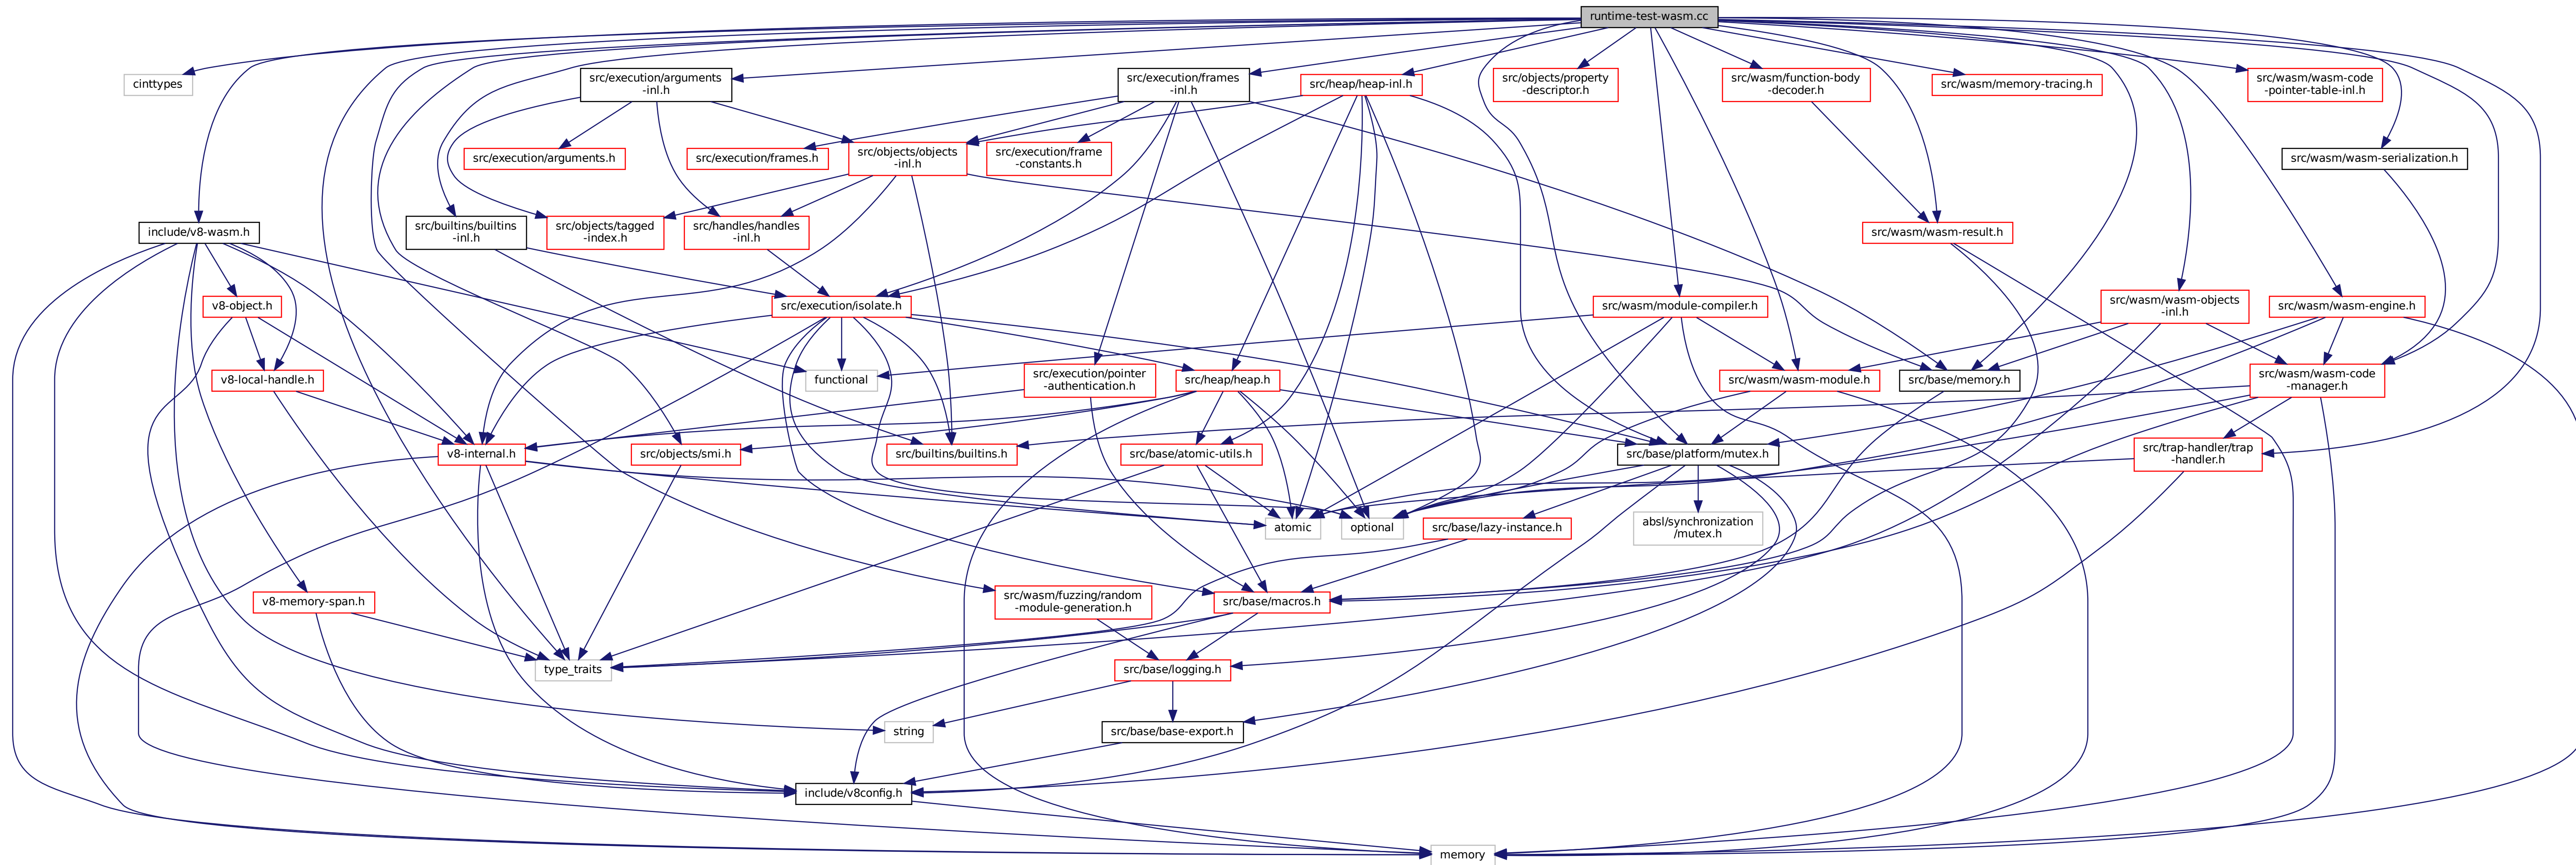 runtime-test-wasm.cc
cinttypes
src/execution/arguments
-inl.h
src/execution/frames
-inl.h
src/heap/heap-inl.h
src/objects/property
-descriptor.h
src/wasm/function-body
-decoder.h
src/wasm/memory-tracing.h
src/wasm/wasm-code
-pointer-table-inl.h
src/execution/arguments.h
src/execution/frames.h
src/objects/objects
-inl.h
src/execution/frame
-constants.h
src/wasm/wasm-serialization.h
include/v8-wasm.h
src/builtins/builtins
-inl.h
src/objects/tagged
-index.h
src/handles/handles
-inl.h
src/wasm/wasm-result.h
v8-object.h
src/execution/isolate.h
src/wasm/module-compiler.h
src/wasm/wasm-objects
-inl.h
src/wasm/wasm-engine.h
v8-local-handle.h
functional
src/execution/pointer
-authentication.h
src/heap/heap.h
src/wasm/wasm-module.h
src/base/memory.h
src/wasm/wasm-code
-manager.h
v8-internal.h
src/objects/smi.h
src/builtins/builtins.h
src/base/atomic-utils.h
src/base/platform/mutex.h
src/trap-handler/trap
-handler.h
atomic
optional
src/base/lazy-instance.h
absl/synchronization
/mutex.h
v8-memory-span.h
src/wasm/fuzzing/random
-module-generation.h
src/base/macros.h
type_traits
src/base/logging.h
string
src/base/base-export.h
include/v8config.h
memory